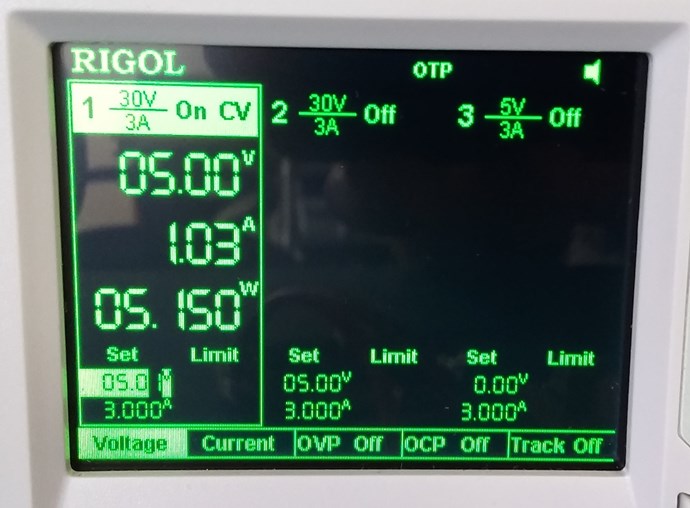 RIGOL OTP
1 30V/3A On CV 2 30V/3A Off 3 5V/3A Off
05.00V
1.03A
05.150W
Set Limit Set Limit Set Limit
05.01V 05.00V 0.00V
3.000A 3.000A 3.000A
Voltage Current OVP Off OCP Off Track Off